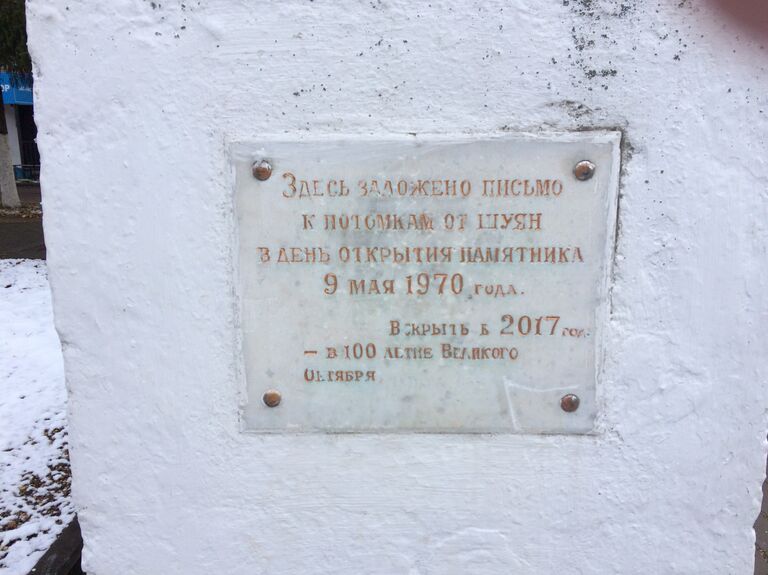 ЗДЕСЬ ЗАЛОЖЕНО ПИСЬМО
К ПОТОМКАМ ОТ ШУЯН
В ДЕНЬ ОТКРЫТИЯ ПАМЯТНИКА
9 МАЯ 1970 ГОДА.
ВСКРЫТЬ В 2017 ГОД.
– В 100 ЛЕТИЕ ВЕЛИКОГО
ОКТЯБРЯ